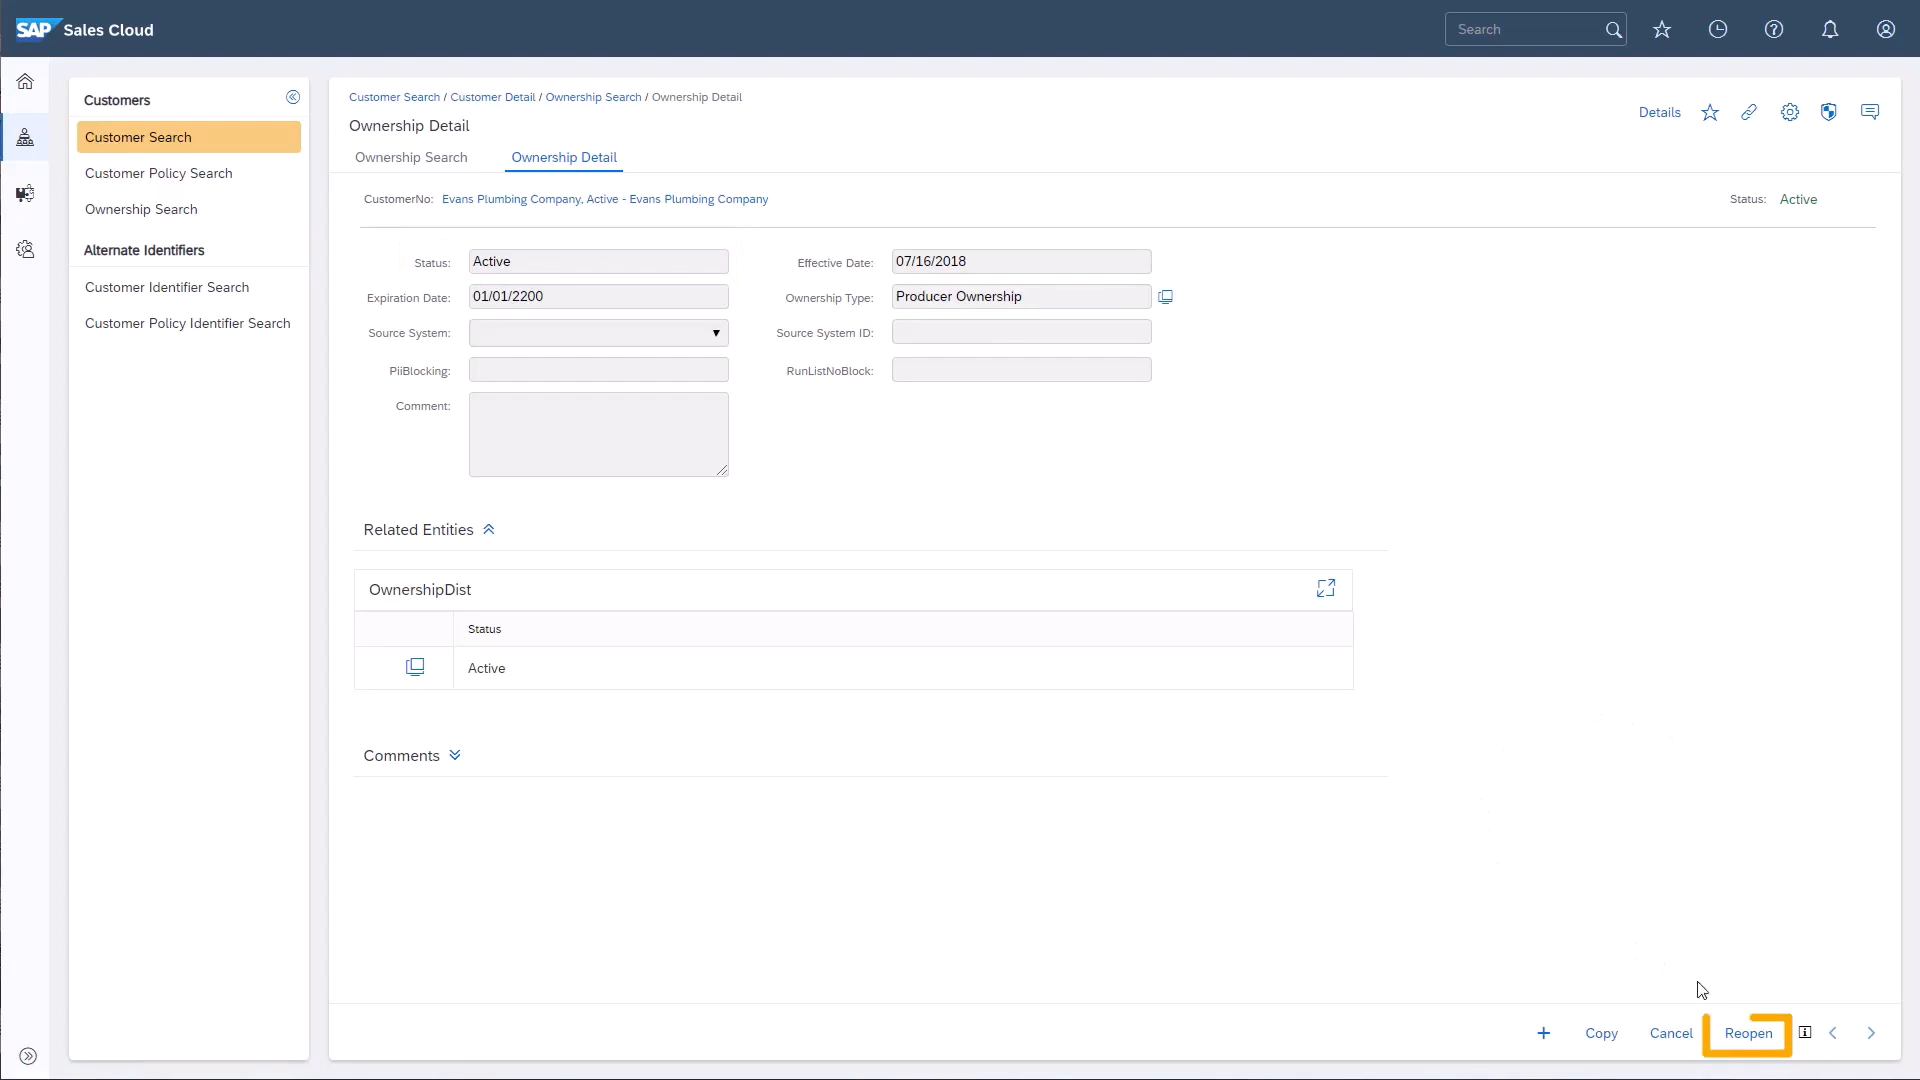 SAP Sales Cloud
Search
Customers
Customer Search
Customer Policy Search
Ownership Search
Alternate Identifiers
Customer Identifier Search
Customer Policy Identifier Search
Customer Search / Customer Detail / Ownership Search / Ownership Detail
Details
Ownership Detail
Ownership Search Ownership Detail
CustomerNo: Evans Plumbing Company, Active - Evans Plumbing Company
Status: Active
Status: Active
Effective Date: 07/16/2018
Expiration Date: 01/01/2200
Ownership Type: Producer Ownership
Source System:
Source System ID:
PiiBlocking:
RunListNoBlock:
Comment:
Related Entities
OwnershipDist
Status
Active
Comments
+ Copy Cancel Reopen